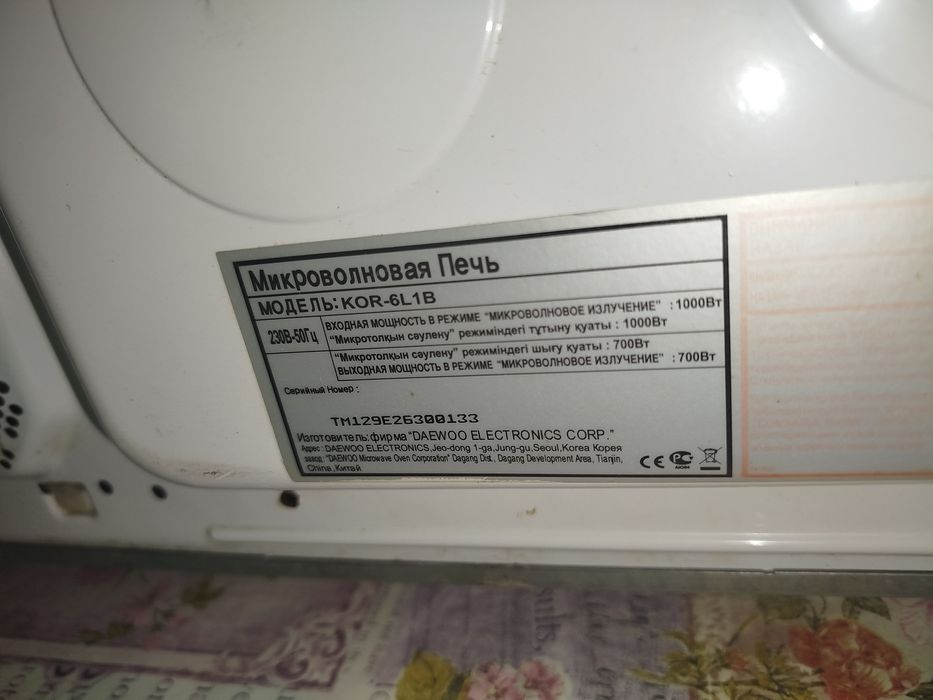 Микроволновая Печь
МОДЕЛЬ: KOR-6L1B
230В-50Гц
ВХОДНАЯ МОЩНОСТЬ В РЕЖИМЕ "МИКРОВОЛНОВОЕ ИЗЛУЧЕНИЕ" : 1000Вт
"Микротолқын сәулену" режиміндегі тұтыну қуаты : 1000Вт
"Микротолқын сәулену" режиміндегі шығу қуаты : 700Вт
ВЫХОДНАЯ МОЩНОСТЬ В РЕЖИМЕ "МИКРОВОЛНОВОЕ ИЗЛУЧЕНИЕ" : 700Вт
Серийный Номер :
TM129E26300133
Изготовитель:фирма "DAEWOO ELECTRONICS CORP."
Адрес : DAEWOO ELECTRONICS,Jeo-dong 1-ga,Jung-gu,Seoul,Korea Корея
завод: "DAEWOO Microwave Oven Corporation" Dagang Dist., Dagang Development Area, Tianjin,
China,Китай
CE PC